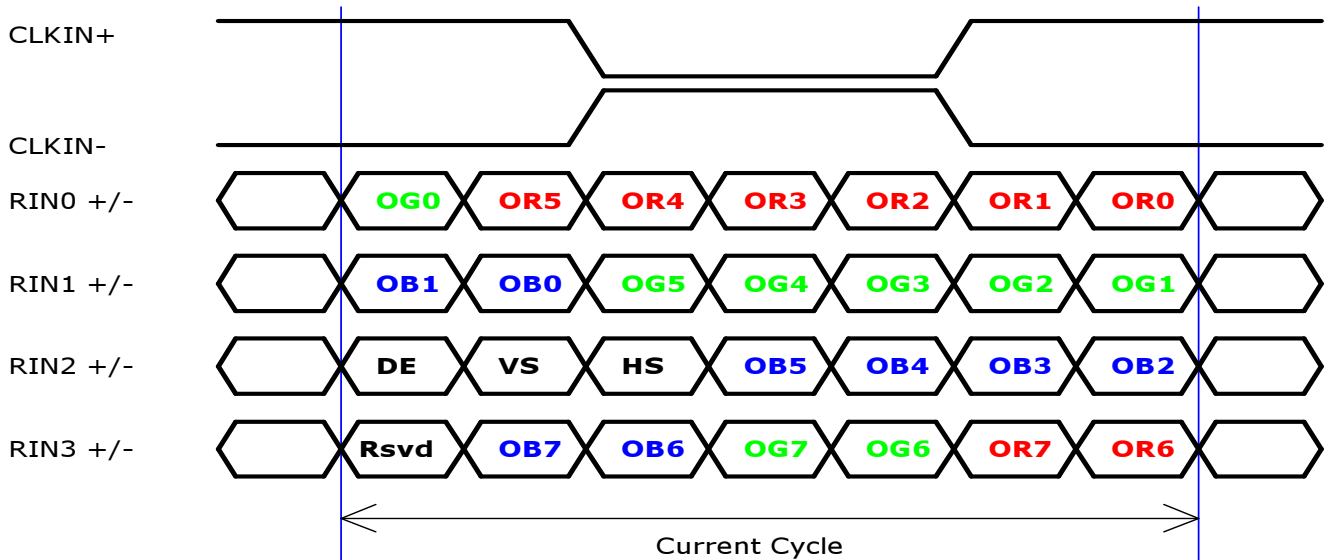 CLKIN+
CLKIN-
RIN0 +/- OG0 OR5 OR4 OR3 OR2 OR1 OR0
RIN1 +/- OB1 OB0 OG5 OG4 OG3 OG2 OG1
RIN2 +/- DE VS HS OB5 OB4 OB3 OB2
RIN3 +/- Rsvd OB7 OB6 OG7 OG6 OR7 OR6
Current Cycle